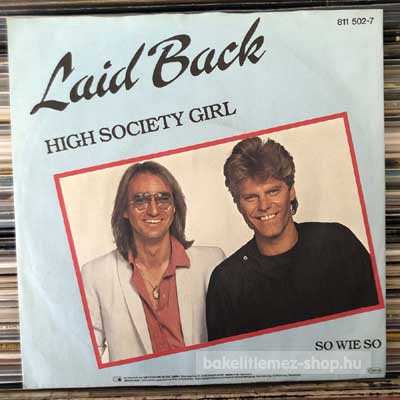 811 502-7
Laid Back
HIGH SOCIETY GIRL
SO WIE SO
bakelitlemez-shop.hu